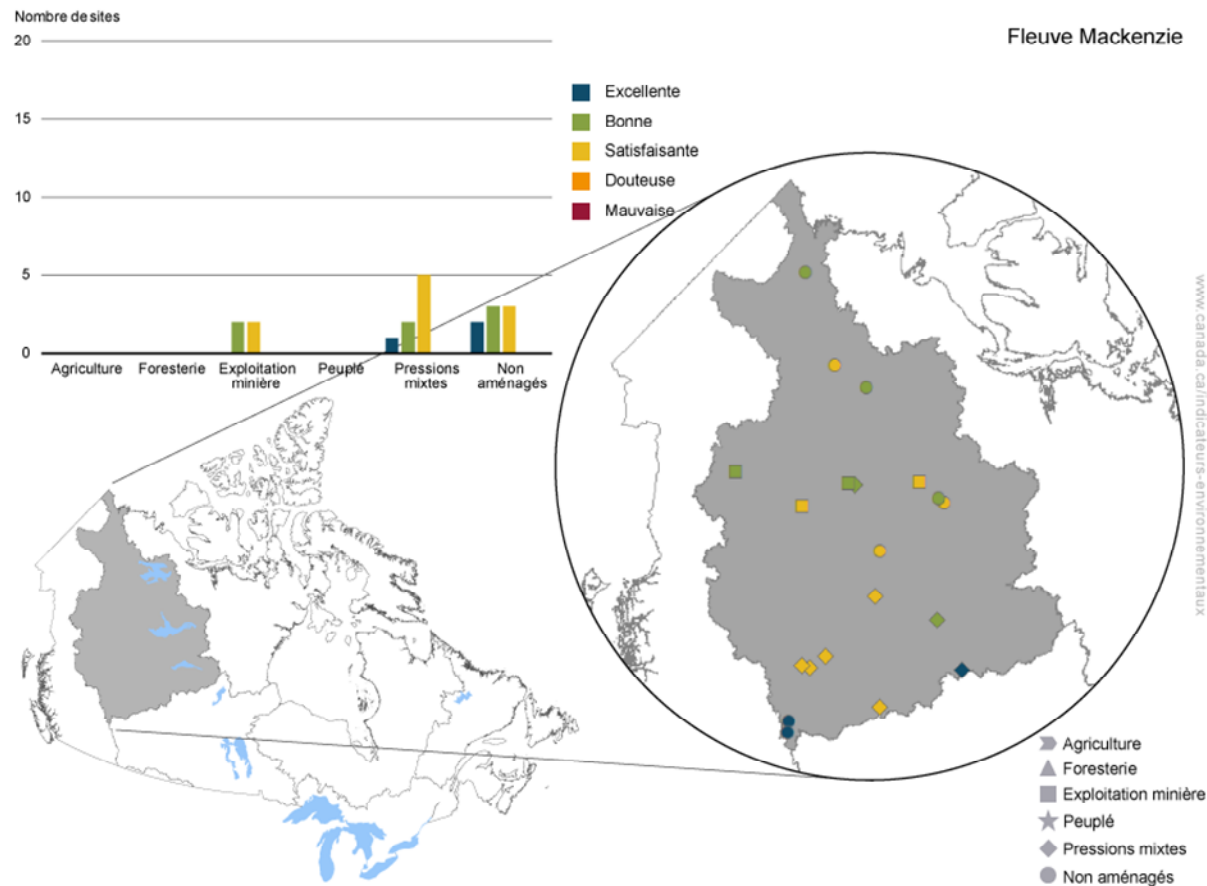 Nombre de sites
20
15
10
5
0
Agriculture
Foresterie
Exploitation
minière
Peuplé
Pressions
mixtes
Non
aménagés
Excellente
Bonne
Satisfaisante
Douteuse
Mauvaise
Fleuve Mackenzie
www.canada.ca/indicateurs-environnementaux
Agriculture
Foresterie
Exploitation minière
Peuplé
Pressions mixtes
Non aménagés